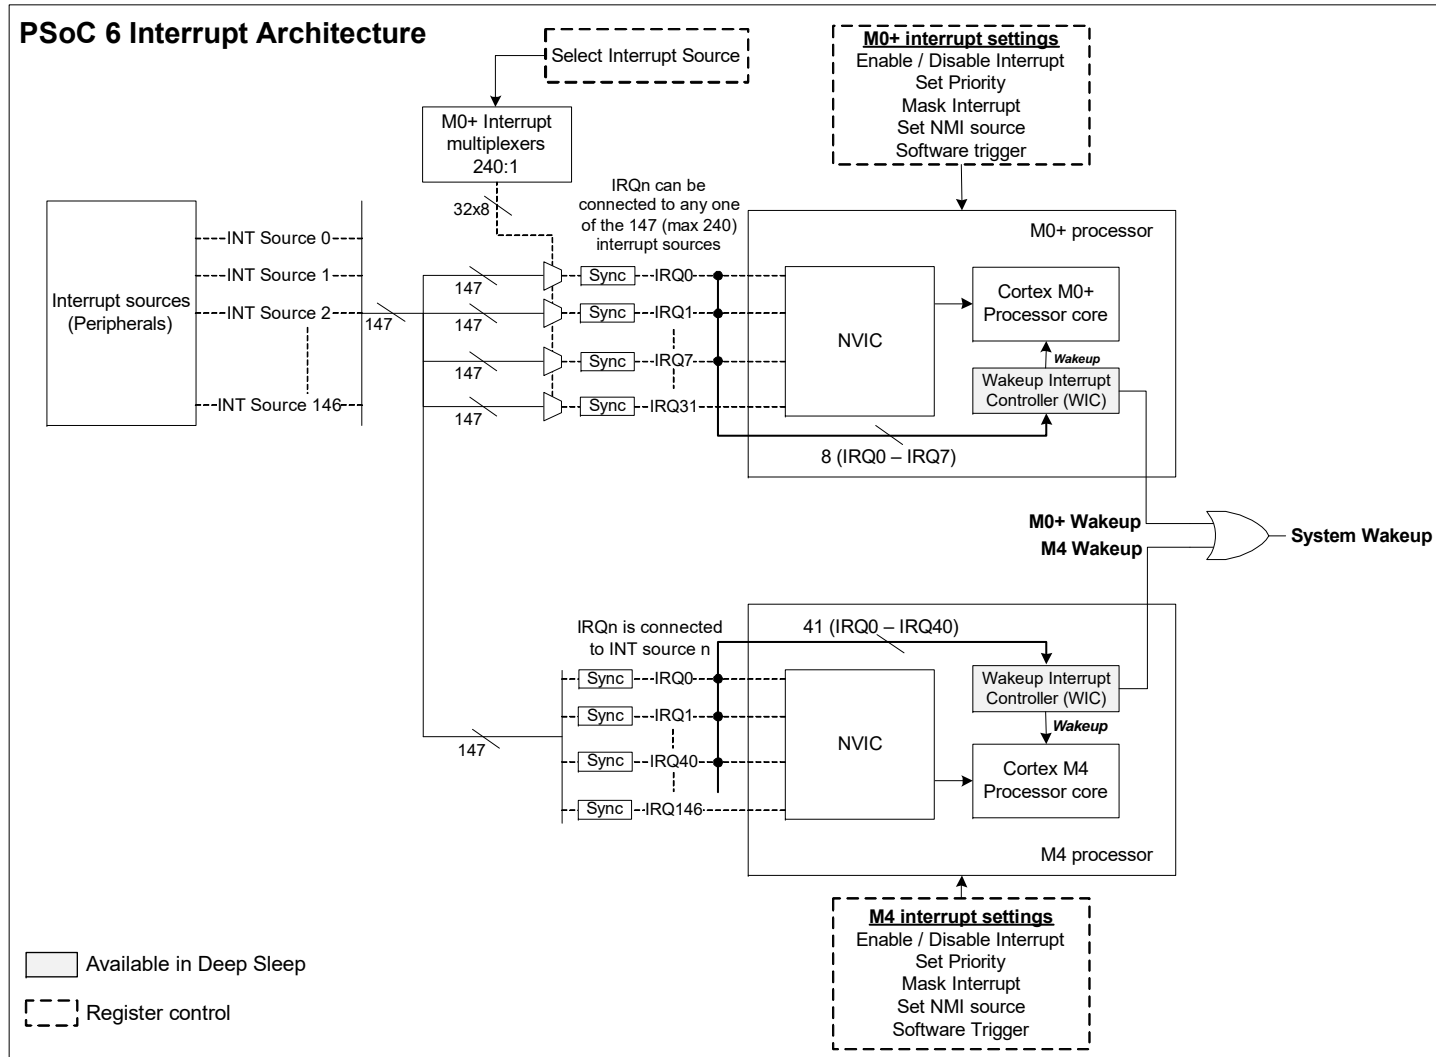 PSoC 6 Interrupt Architecture
Select Interrupt Source
M0+ interrupt settings
Enable / Disable Interrupt
Set Priority
Mask Interrupt
Set NMI source
Software trigger
M0+ Interrupt
multiplexers
240:1
32x8
IRQn can be
connected to any one
of the 147 (max 240)
interrupt sources
Interrupt sources
(Peripherals)
INT Source 0
INT Source 1
INT Source 2
INT Source 146
147
147
147
147
147
Sync
IRQ0
Sync
IRQ1
Sync
IRQ7
Sync
IRQ31
M0+ processor
NVIC
Cortex M0+
Processor core
Wakeup
Wakeup Interrupt
Controller (WIC)
8 (IRQ0 – IRQ7)
M0+ Wakeup
M4 Wakeup
System Wakeup
IRQn is connected
to INT source n
147
Sync
IRQ0
Sync
IRQ1
Sync
IRQ40
Sync
IRQ146
41 (IRQ0 – IRQ40)
NVIC
Wakeup Interrupt
Controller (WIC)
Wakeup
Cortex M4
Processor core
M4 processor
M4 interrupt settings
Enable / Disable Interrupt
Set Priority
Mask Interrupt
Set NMI source
Software Trigger
Available in Deep Sleep
Register control